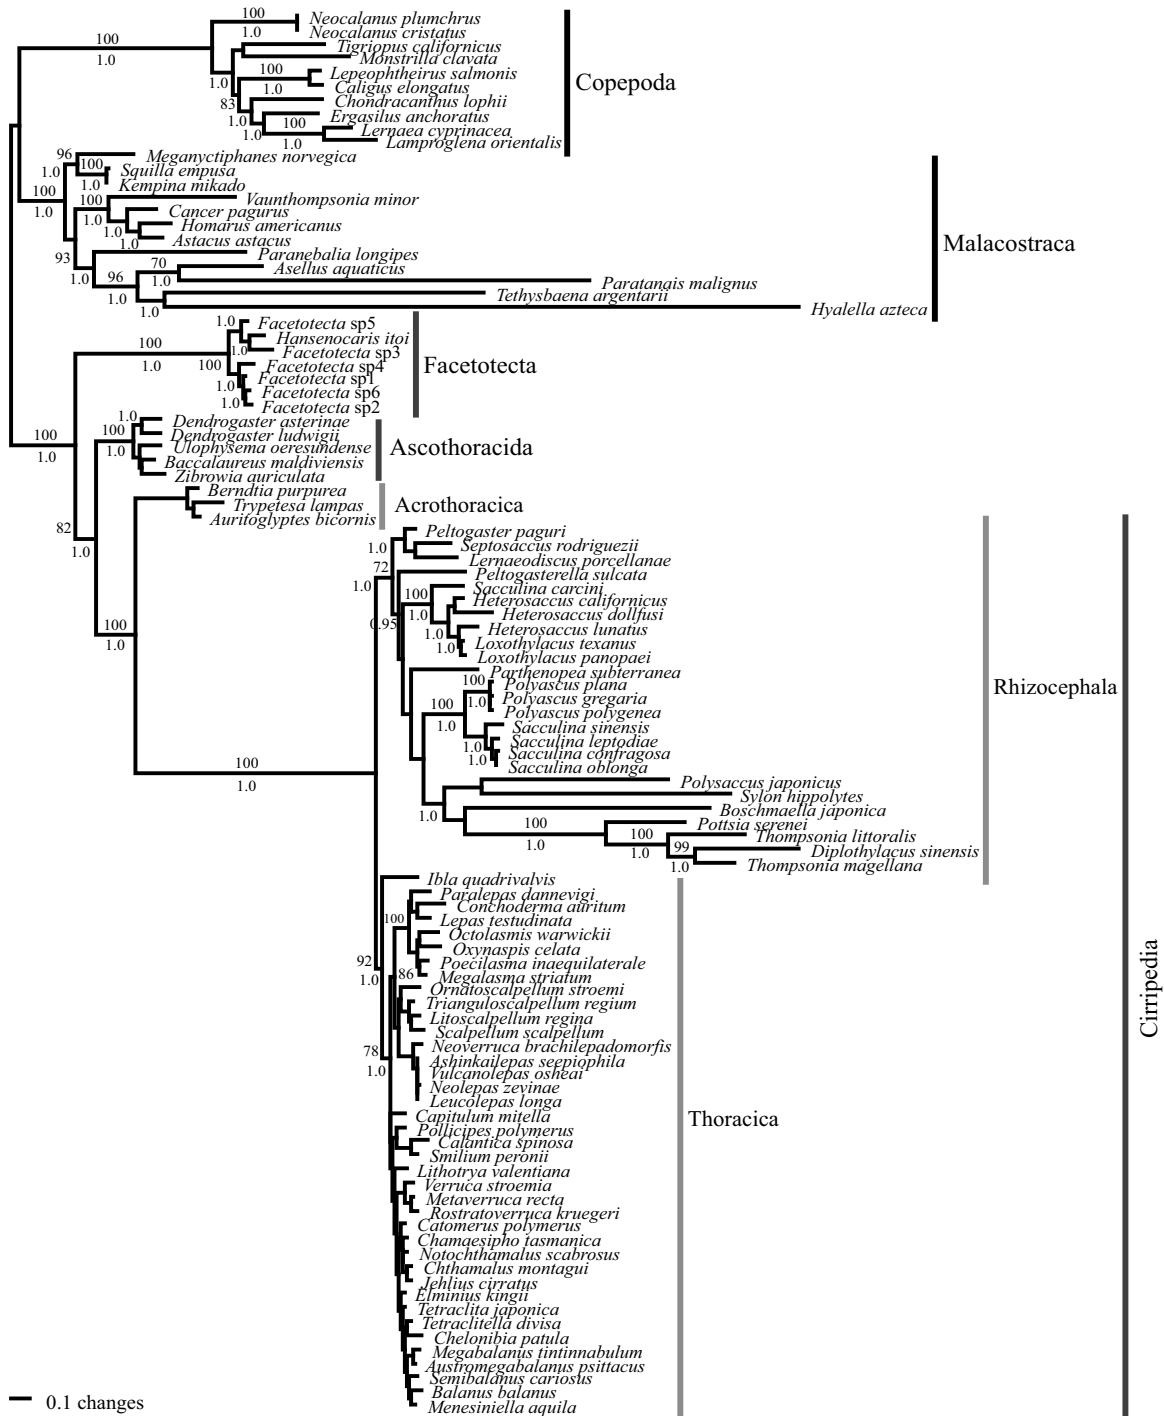 100
1.0
Neocalanus plumchrus
1.0
Neocalanus cristatus
100
1.0
Tigriopus californicus
Monstrilla clavata
1.0
100
1.0
Lepeophtheirus salmonis
Caligus elongatus
83
Chondracanthus lophii
1.0
Ergasilus anchoratus
1.0
100
1.0
Lernaea cyprinacea
Lamproglena orientalis
Copepoda
96
1.0
Meganyctiphanes norvegica
100
1.0
Squilla empusa
Kempina mikado
100
1.0
100
1.0
Vaunthompsonia minor
Cancer pagurus
Homarus americanus
1.0
Astacus astacus
93
1.0
Paranebalia longipes
96
1.0
70
1.0
Asellus aquaticus
Paratanais malignus
Tethysbaena argentarii
1.0
Hyalella azteca
Malacostraca
1.0
Facetotecta sp5
Hansenocaris itoi
1.0
Facetotecta sp3
100
1.0
100
Facetotecta sp4
1.0
Facetotecta sp1
Facetotecta sp6
1.0
Facetotecta sp2
Facetotecta
100
1.0
1.0
Dendrogaster asterinae
100
1.0
Dendrogaster ludwigii
Ulophysema oeresundense
Baccalaureus maldiviensis
Zibrowia auriculata
Ascothoracida
Berndtia purpurea
Trypetesa lampas
Auritoglyptes bicornis
Acrothoracica
82
1.0
100
1.0
Peltogaster paguri
1.0
Septosaccus rodriguezii
Lernaeodiscus porcellanae
72
1.0
Peltogasterella sulcata
Sacculina carcini
100
1.0
Heterosaccus californicus
Heterosaccus dollfusi
0.95
1.0
Heterosaccus lunatus
1.0
Loxothylacus texanus
Loxothylacus panopaei
Parthenopea subterranea
100
1.0
Polyascus plana
Polyascus gregaria
100
1.0
Polyascus polygenea
Sacculina sinensis
1.0
Sacculina leptodiae
1.0
Sacculina confragosa
Sacculina oblonga
100
1.0
Polysaccus japonicus
Sylon hippolytes
1.0
Boschmaella japonica
100
1.0
Pottsia serenei
100
1.0
Thompsonia littoralis
99
1.0
Diplothylacus sinensis
Thompsonia magellana
Rhizocephala
Ibla quadrivalvis
Paralepas dannevigi
Conchoderma auritum
100
Lepas testudinata
Octolasmis warwickii
Oxynaspis celata
92
1.0
86
Poecilasma inaequilaterale
Megalasma striatum
Ornatoscalpellum stroemi
Trianguloscalpellum regium
Litoscalpellum regina
Scalpellum scalpellum
78
1.0
Neoverruca brachilepadomorfis
Ashinkailepas seepiophila
Vulcanolepas osheai
Neolepas zevinae
Leucolepas longa
Capitulum mitella
Pollicipes polymerus
Calantica spinosa
Smilium peronii
Lithotrya valentiana
Verruca stroemia
Metaverruca recta
Rostratoverruca kruegeri
Catomerus polymerus
Chamaesipho tasmanica
Notochthamalus scabrosus
Chthamalus montagui
Jehlius cirratus
Elminius kingii
Tetraclita japonica
Tetraclitella divisa
Chelonibia patula
Megabalanus tintinnabulum
Austromegabalanus psittacus
Semibalanus cariosus
Balanus balanus
Menesiniella aquila
Thoracica
Cirripedia
0.1 changes